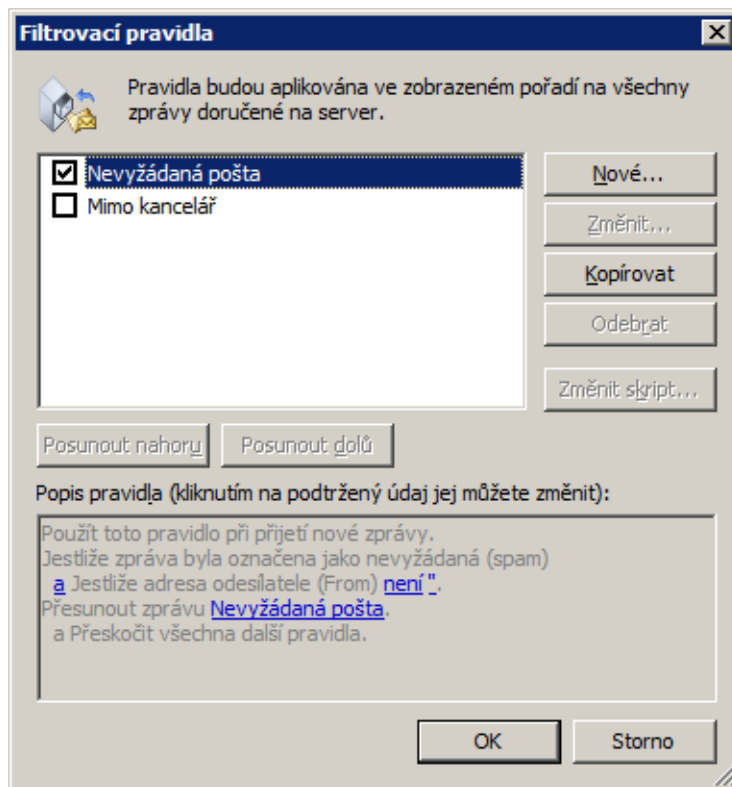 Filtrovací pravidla
Pravidla budou aplikována ve zobrazeném pořadí na všechny
zprávy doručené na server.
Nevyžádaná pošta
Mimo kancelář
Nové...
Změnit...
Kopírovat
Odebrat
Změnit skript...
Posunout nahoru
Posunout dolů
Popis pravidla (kliknutím na podtržený údaj jej můžete změnit):
Použít toto pravidlo při přijetí nové zprávy.
Jestliže zpráva byla označena jako nevyžádaná (spam)
a Jestliže adresa odesílatele (From) není ''.
Přesunout zprávu Nevyžádaná pošta.
a Přeskočit všechna další pravidla.
OK
Storno